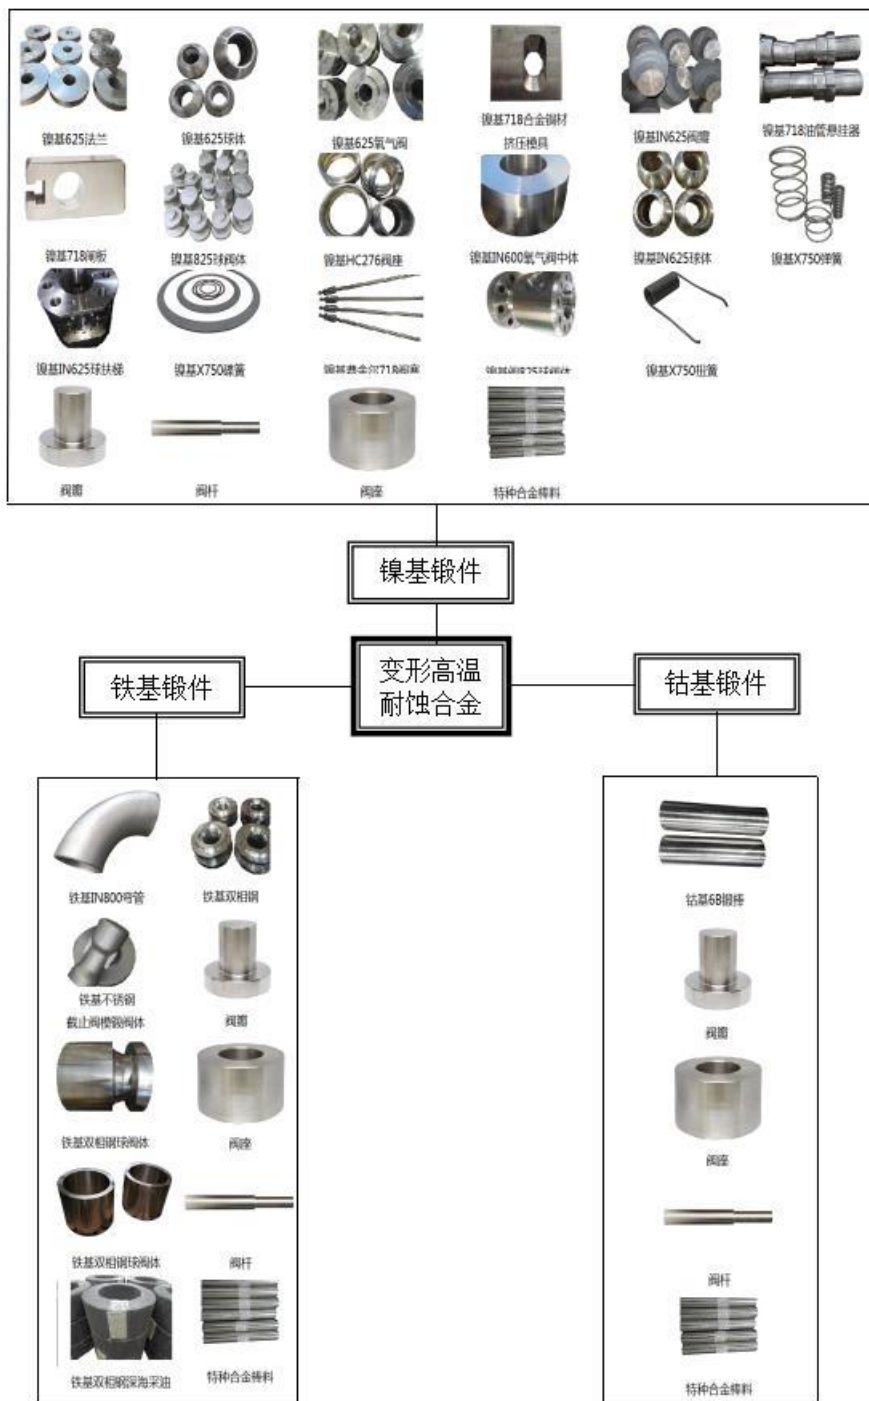 镍基625法兰
镍基625球体
镍基625氧气阀
镍基718合金铜材
挤压模具
镍基IN625阀瓣
镍基718油管悬挂器
镍基718闸板
镍基825球阀体
镍基HC276阀座
镍基IN600氧气阀中体
镍基IN625球体
镍基X750弹簧
镍基IN625球扶梯
镍基X750碟簧
镍基X750扭簧
阀瓣
阀杆
阀座
特种合金棒料
镍基锻件
变形高温
耐蚀合金
铁基锻件
钴基锻件
铁基IN800弯管
铁基双相钢
铁基不锈钢
截止阀模锻阀体
阀瓣
铁基双相钢球阀体
阀座
铁基双相钢球阀体
阀杆
铁基双相钢深海采油
特种合金棒料
钴基6B锻棒
阀瓣
阀座
阀杆
特种合金棒料